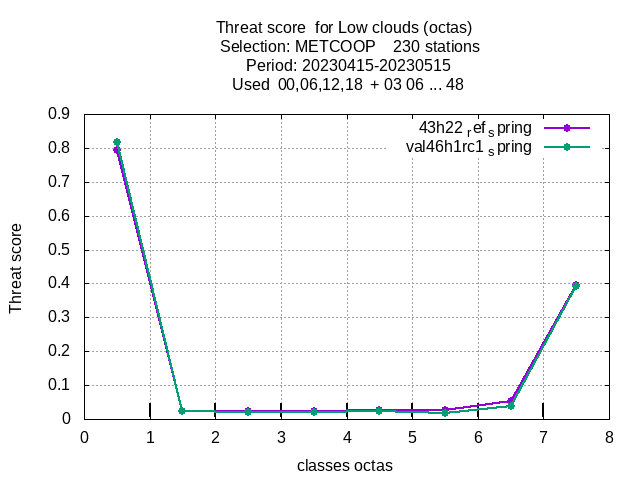 Threat score for Low clouds (octas)
Selection: METCOOP 230 stations
Period: 20230415-20230515
Used 00,06,12,18 + 03 06 ... 48
43h22 ref spring
val46h1rc1 spring
0.9
0.8
0.7
0.6
0.5
0.4
0.3
0.2
0.1
0
Threat score
0 1 2 3 4 5 6 7 8
classes octas